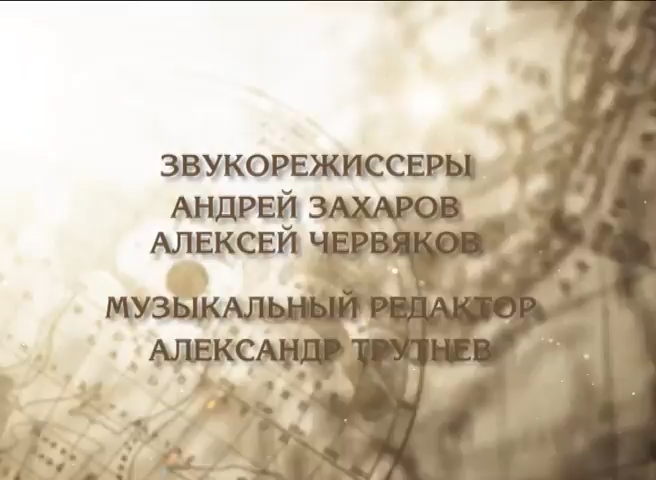 ЗВУКОРЕЖИССЕРЫ
АНДРЕЙ ЗАХАРОВ
АЛЕКСЕЙ ЧЕРВЯКОВ
МУЗЫКАЛЬНЫЙ РЕДАКТОР
АЛЕКСАНДР ТРУТНЕВ